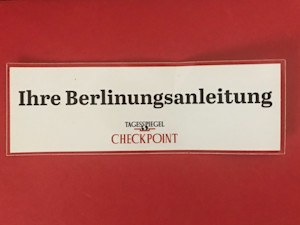 Ihre Berlinungsanleitung
TAGESSPIEGEL
CHECKPOINT